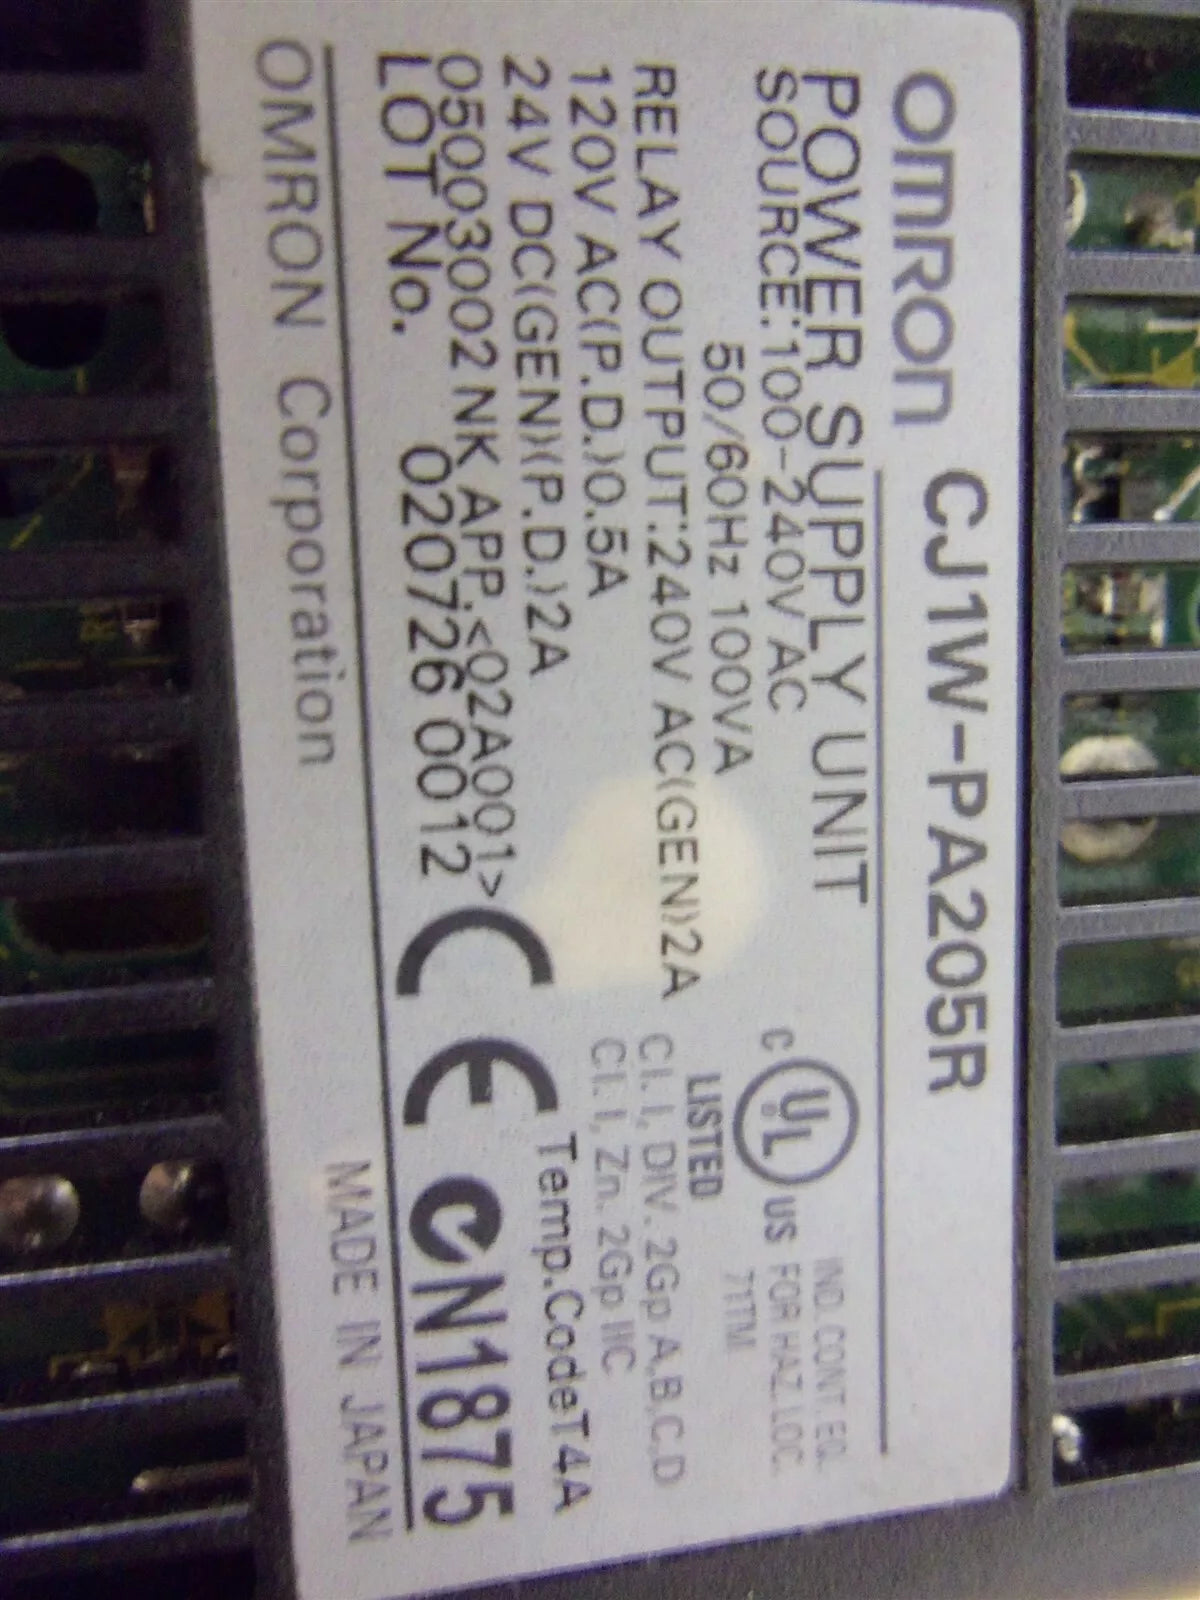 OMRON CJ1W-PA205R
POWER SUPPLY UNIT
SOURCE:100-240V AC
50/60Hz 100VA
RELAY OUTPUT:240V AC(GEN)2A
120V AC(P.D.)0.5A
24V DC(GEN)(P.D.)2A
05003002 NK APP.<02A001>
LOT No. 020726 0012
C UL US
LISTED
IND. CONT. EQ.
FOR HAZ. LOC.
71TM
Cl. I, DIV. 2Gp A,B,C,D
Cl. I, Zn. 2Gp IIC
Temp.CodeT4A
CE N1875
OMRON Corporation MADE IN JAPAN